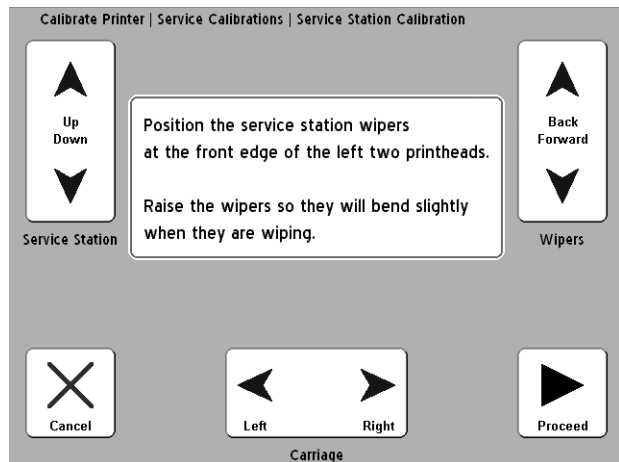 Calibrate Printer | Service Calibrations | Service Station Calibration
Up
Down
Service Station
Position the service station wipers
at the front edge of the left two printheads.
Raise the wipers so they will bend slightly
when they are wiping.
Back
Forward
Wipers
Cancel
Left
Right
Carriage
Proceed